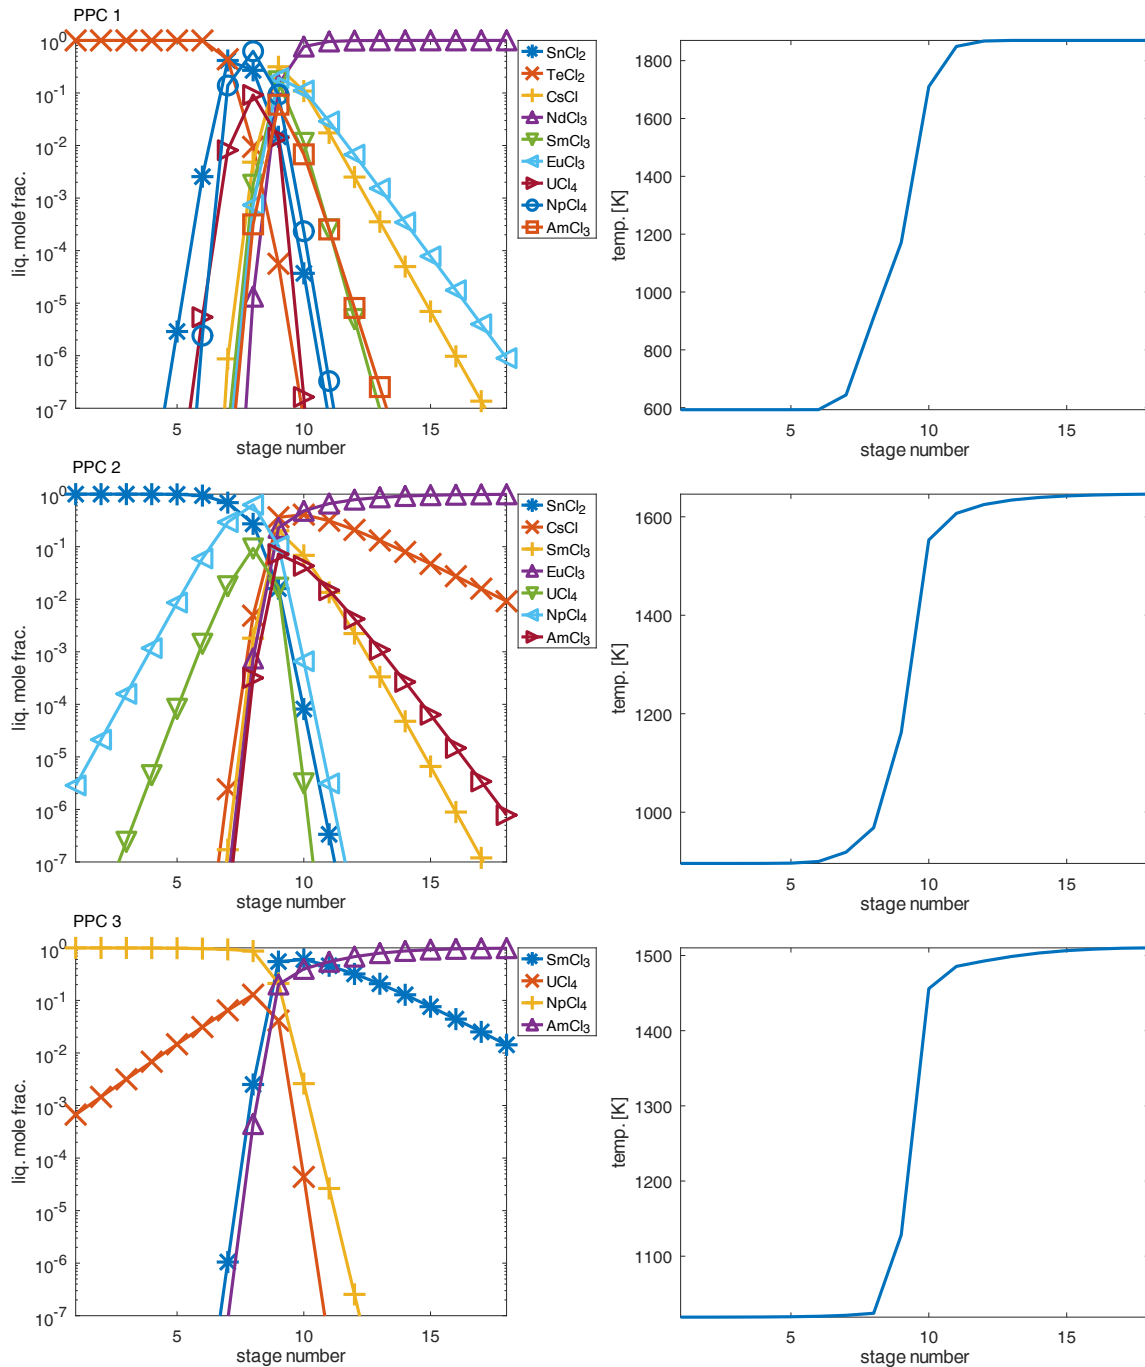 PPC 1
10⁰
10⁻¹
10⁻²
10⁻³
10⁻⁴
10⁻⁵
10⁻⁶
10⁻⁷
liq. mole frac.
5
10
15
stage number
SnCl₂
TeCl₂
CsCl
NdCl₃
SmCl₃
EuCl₃
UCl₄
NpCl₄
AmCl₃
1800
1600
1400
1200
1000
800
600
temp. [K]
5
10
15
stage number
PPC 2
10⁰
10⁻¹
10⁻²
10⁻³
10⁻⁴
10⁻⁵
10⁻⁶
10⁻⁷
liq. mole frac.
5
10
15
stage number
SnCl₂
CsCl
SmCl₃
EuCl₃
UCl₄
NpCl₄
AmCl₃
1600
1400
1200
1000
temp. [K]
5
10
15
stage number
PPC 3
10⁰
10⁻¹
10⁻²
10⁻³
10⁻⁴
10⁻⁵
10⁻⁶
10⁻⁷
liq. mole frac.
5
10
15
stage number
SmCl₃
UCl₄
NpCl₄
AmCl₃
1500
1400
1300
1200
1100
temp. [K]
5
10
15
stage number